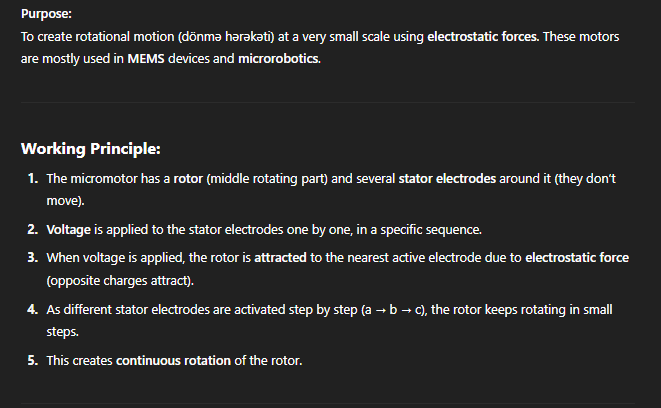 Purpose:
To create rotational motion (dönmə hərəkəti) at a very small scale using electrostatic forces. These motors
are mostly used in MEMS devices and microrobotics.
Working Principle:
1. The micromotor has a rotor (middle rotating part) and several stator electrodes around it (they don't
move).
2. Voltage is applied to the stator electrodes one by one, in a specific sequence.
3. When voltage is applied, the rotor is attracted to the nearest active electrode due to electrostatic force
(opposite charges attract).
4. As different stator electrodes are activated step by step (a → b → c), the rotor keeps rotating in small
steps.
5. This creates continuous rotation of the rotor.